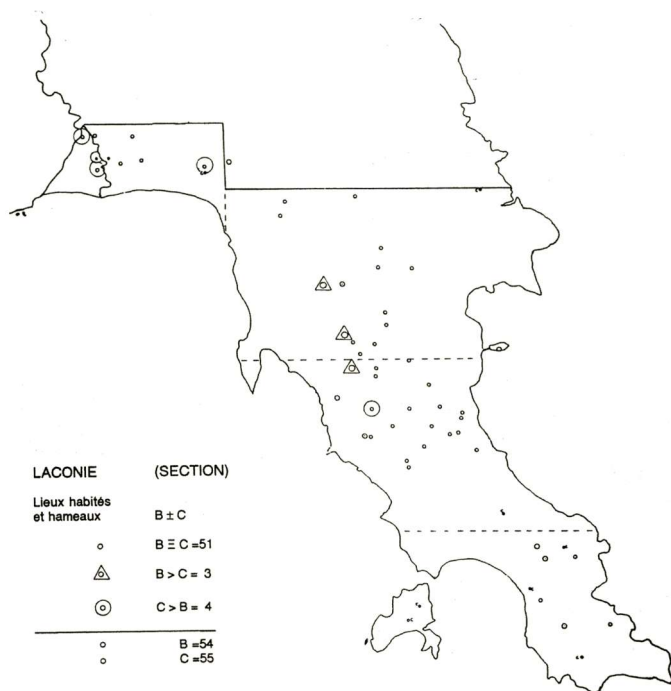 LACONIE (SECTION)
Lieux habités
et hameaux B ± C
B Ξ C =51
B > C = 3
C > B = 4
B =54
C =55